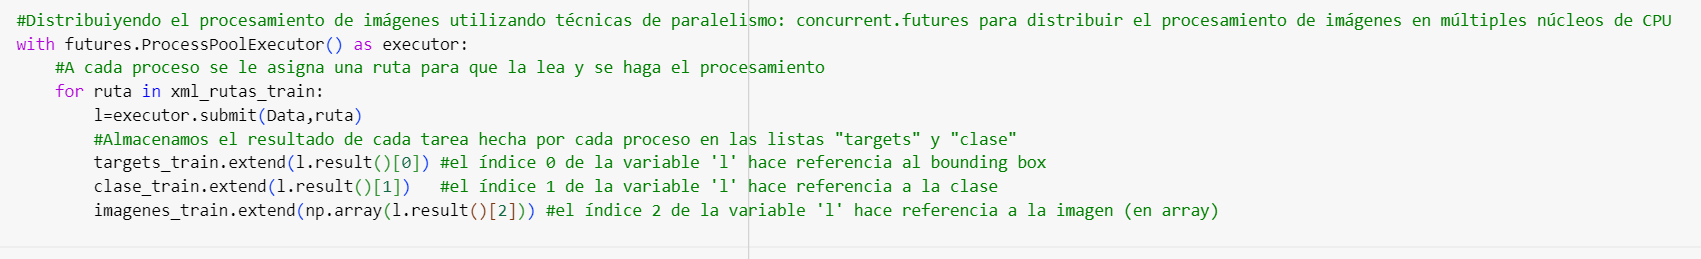 #Distribuiyendo el procesamiento de imágenes utilizando técnicas de paralelismo: concurrent.futures para distribuir el procesamiento de imágenes en múltiples núcleos de CPU
with futures.ProcessPoolExecutor() as executor:
    #A cada proceso se le asigna una ruta para que la lea y se haga el procesamiento
    for ruta in xml_rutas_train:
        l=executor.submit(Data,ruta)
        #Almacenamos el resultado de cada tarea hecha por cada proceso en las listas "targets" y "clase"
        targets_train.extend(l.result()[0]) #el índice 0 de la variable 'l' hace referencia al bounding box
        clase_train.extend(l.result()[1])   #el índice 1 de la variable 'l' hace referencia a la clase
        imagenes_train.extend(np.array(l.result()[2])) #el índice 2 de la variable 'l' hace referencia a la imagen (en array)